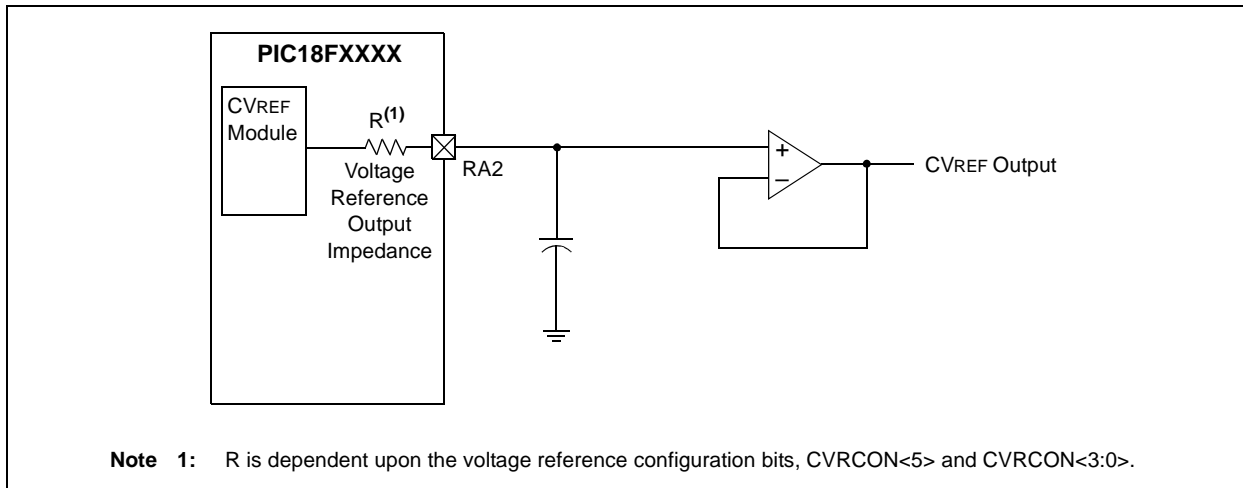 PIC18FXXXX
CVREF
Module
R(1)
Voltage
Reference
Output
Impedance
RA2
+
–
CVREF Output
Note 1: R is dependent upon the voltage reference configuration bits, CVRCON<5> and CVRCON<3:0>.